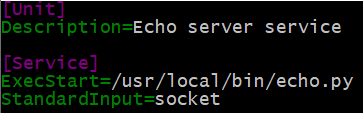 [Unit]
Description=Echo server service
[Service]
ExecStart=/usr/local/bin/echo.py
StandardInput=socket